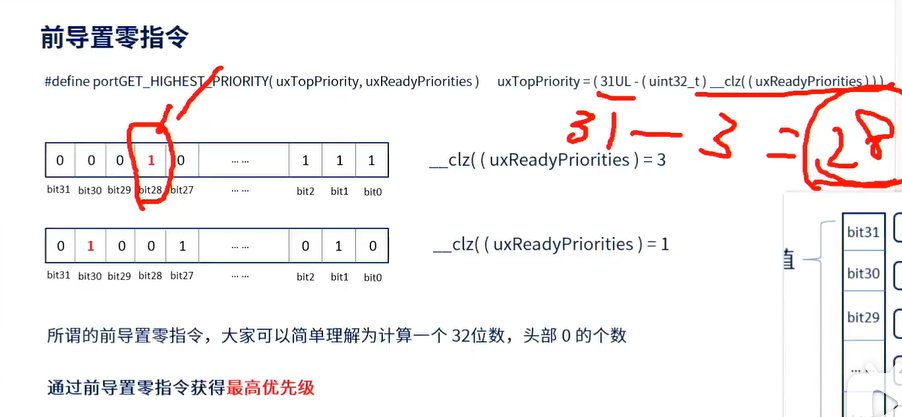 前导置零指令
#define portGET_HIGHEST_PRIORITY( uxTopPriority, uxReadyPriorities ) uxTopPriority = ( 31UL - ( uint32_t ) __clz( ( uxReadyPriorities ) ) )
31 - 3 = 28
0 0 0 1 0 … … 1 1 1
bit31 bit30 bit29 bit28 bit27 … … bit2 bit1 bit0
__clz( ( uxReadyPriorities ) = 3
0 1 0 0 1 … … 0 1 0
bit31 bit30 bit29 bit28 bit27 … … bit2 bit1 bit0
__clz( ( uxReadyPriorities ) = 1
值
bit31
bit30
bit29
… …
所谓的前导置零指令，大家可以简单理解为计算一个 32位数，头部 0 的个数
通过前导置零指令获得最高优先级